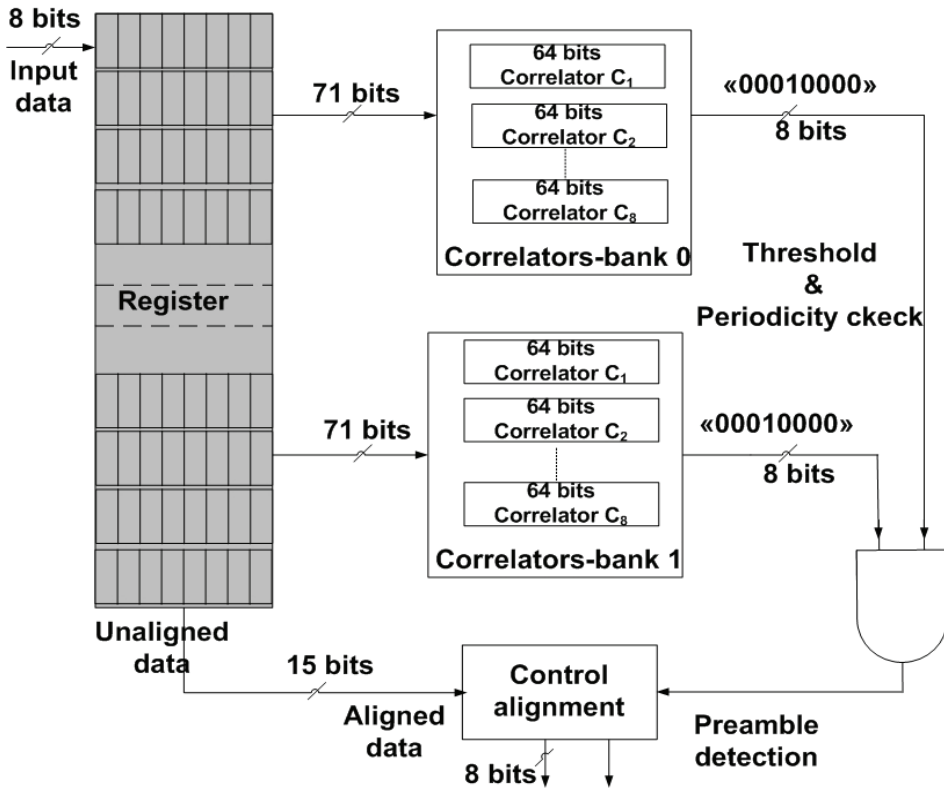 8 bits
Input
data
Register
71 bits
64 bits
Correlator C₁
64 bits
Correlator C₂
64 bits
Correlator C₈
Correlators-bank 0
«00010000»
8 bits
Threshold
&
Periodicity ckeck
71 bits
64 bits
Correlator C₁
64 bits
Correlator C₂
64 bits
Correlator C₈
Correlators-bank 1
«00010000»
8 bits
Unaligned
data
15 bits
Aligned
data
Control
alignment
8 bits
Preamble
detection